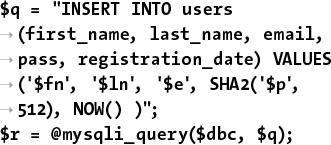 $q = "INSERT INTO users
→ (first_name, last_name, email,
→ pass, registration_date) VALUES
→ ('$fn', '$ln', '$e', SHA2('$p',
→ 512), NOW() )";
$r = @mysqli_query($dbc, $q);